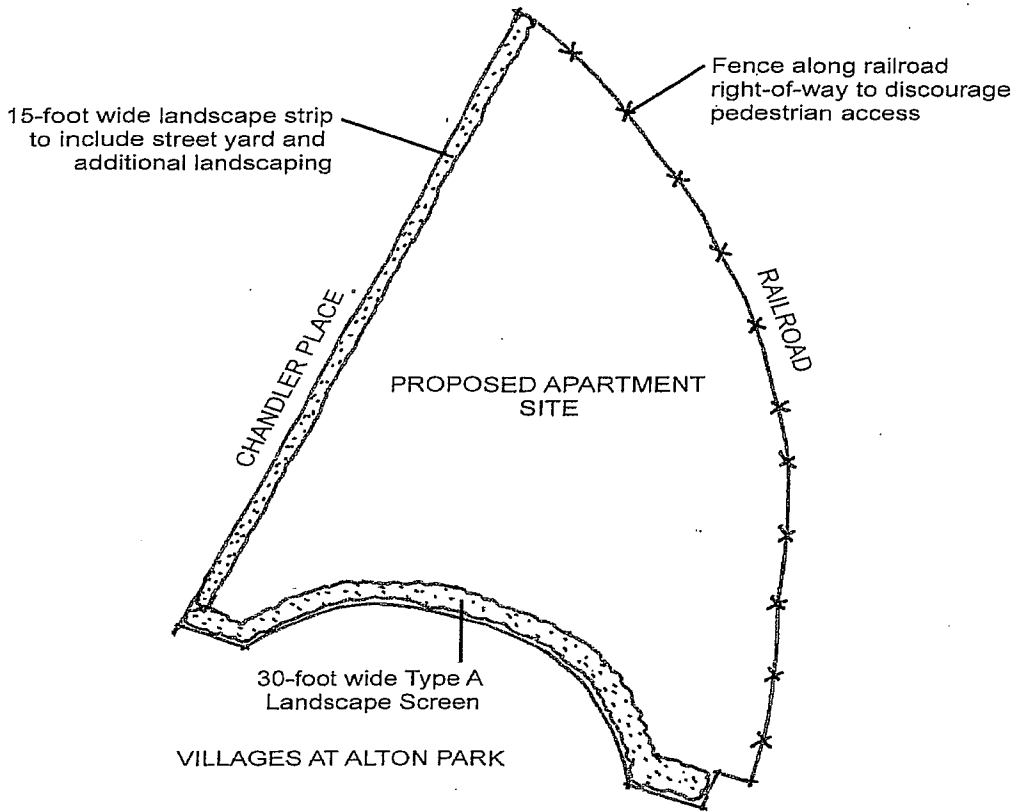 Fence along railroad
right-of-way to discourage
pedestrian access
15-foot wide landscape strip
to include street yard and
additional landscaping
CHANDLER PLACE
RAILROAD
PROPOSED APARTMENT
SITE
30-foot wide Type A
Landscape Screen
VILLAGES AT ALTON PARK